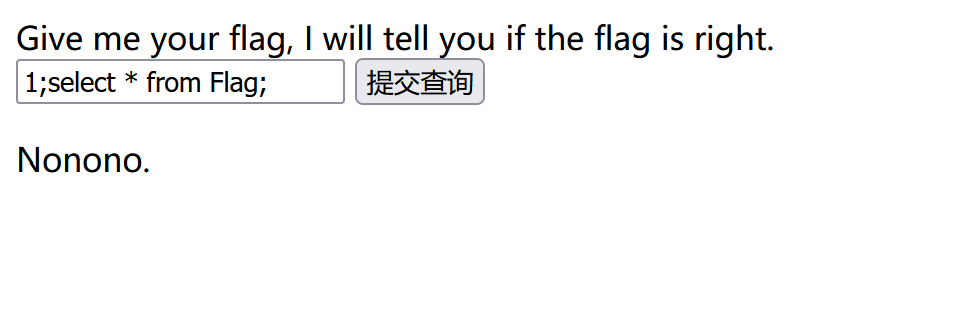 Give me your flag, I will tell you if the flag is right.
1;select * from Flag; 提交查询
Nonono.